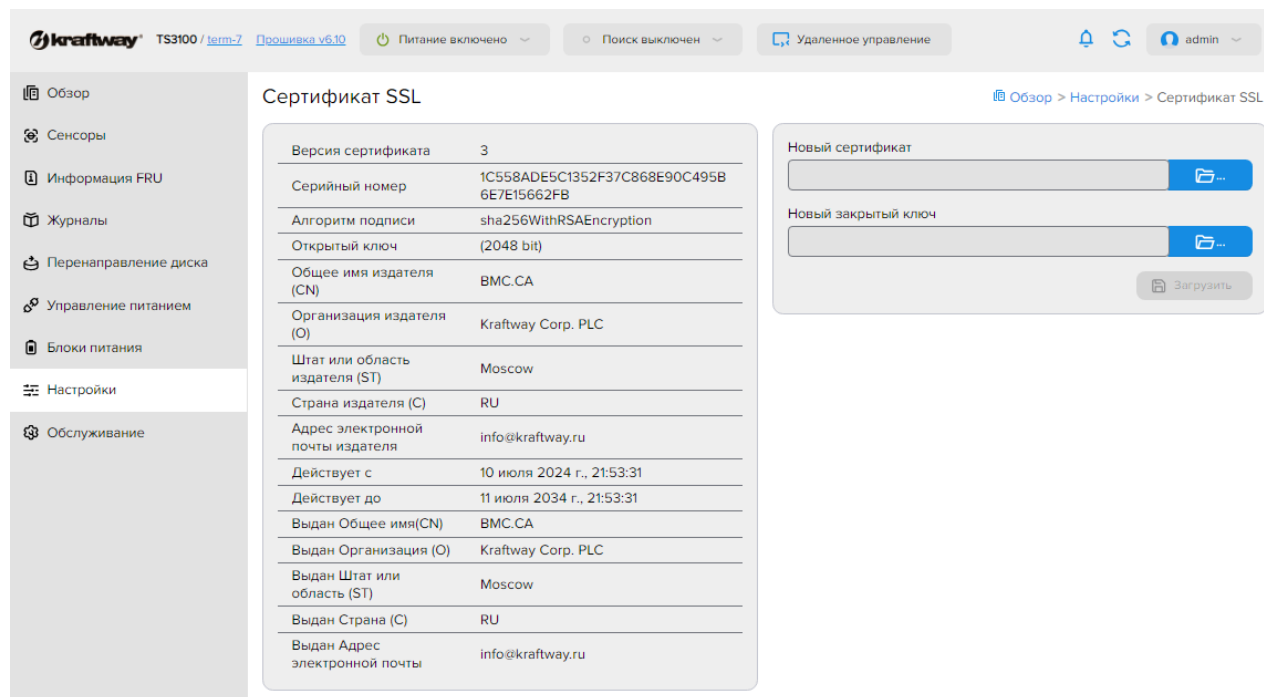 kraftway TS3100 / term-7 Прошивка v6.10 Питание включено Поиск выключен Удаленное управление admin
Обзор
Сенсоры
Информация FRU
Журналы
Перенаправление диска
Управление питанием
Блоки питания
Настройки
Обслуживание
Сертификат SSL
Обзор > Настройки > Сертификат SSL
Версия сертификата 3
Серийный номер 1C558ADE5C1352F37C868E90C495B
6E7E15662FB
Алгоритм подписи sha256WithRSAEncryption
Открытый ключ (2048 bit)
Общее имя издателя
(CN) BMC.CA
Организация издателя
(O) Kraftway Corp. PLC
Штат или область
издателя (ST) Moscow
Страна издателя (C) RU
Адрес электронной
почты издателя info@kraftway.ru
Действует с 10 июля 2024 г., 21:53:31
Действует до 11 июля 2034 г., 21:53:31
Выдан Общее имя(CN) BMC.CA
Выдан Организация (O) Kraftway Corp. PLC
Выдан Штат или
область (ST) Moscow
Выдан Страна (C) RU
Выдан Адрес
электронной почты info@kraftway.ru
Новый сертификат
...
Новый закрытый ключ
...
Загрузить